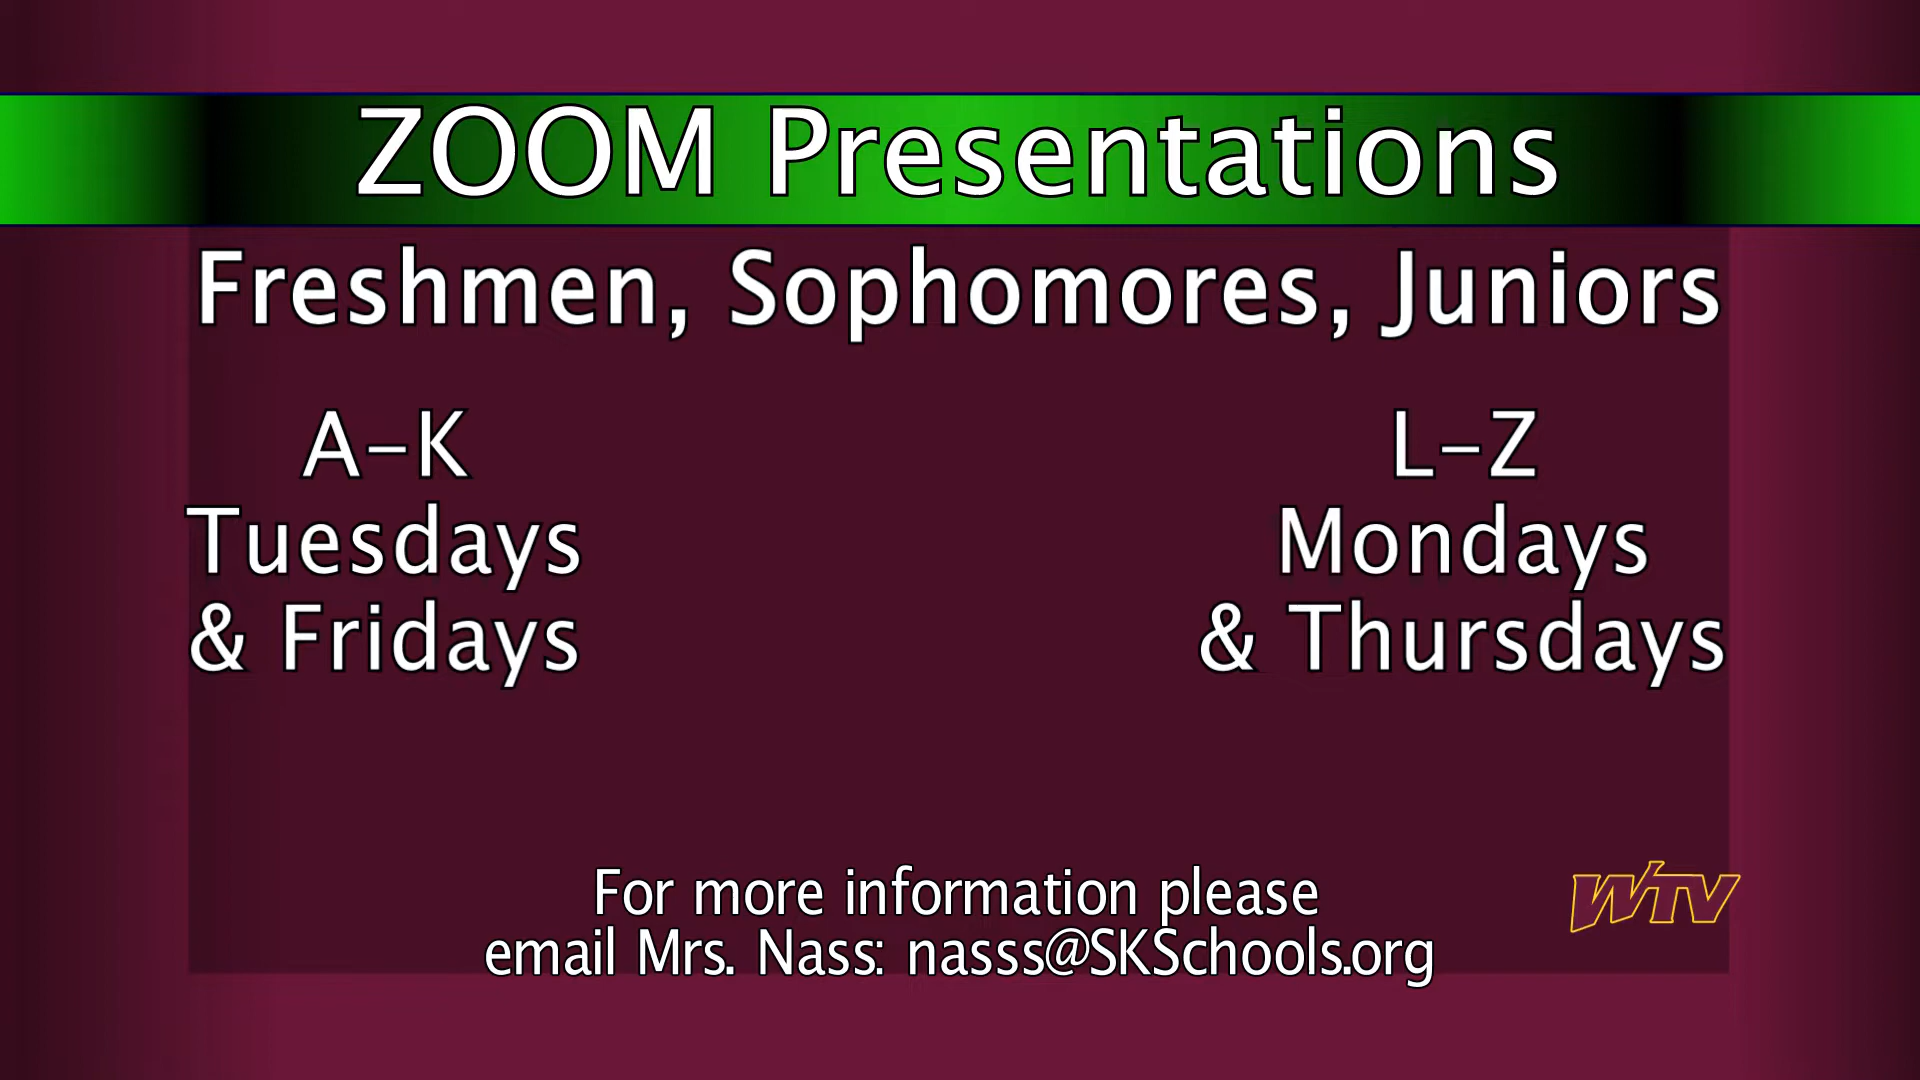 ZOOM Presentations
Freshmen, Sophomores, Juniors
A-K
Tuesdays
& Fridays
L-Z
Mondays
& Thursdays
For more information please
email Mrs. Nass: nasss@SKSchools.org
WTV